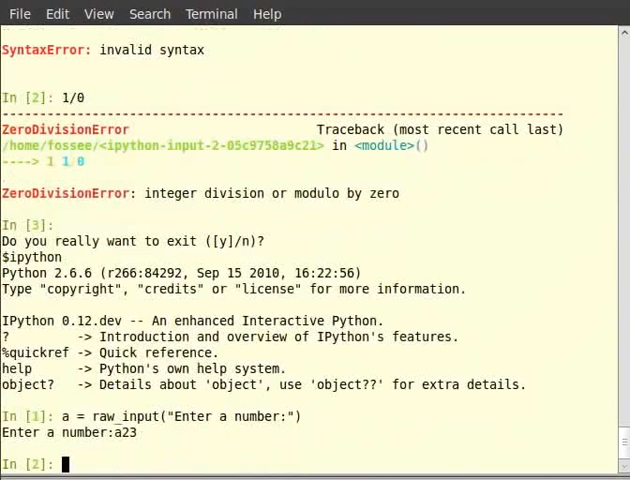 File Edit View Search Terminal Help
SyntaxError: invalid syntax
In [2]: 1/0
---------------------------------------------------------------------------
ZeroDivisionError                         Traceback (most recent call last)
/home/fossee/<ipython-input-2-05c9758a9c21> in <module>()
----> 1 1/0
ZeroDivisionError: integer division or modulo by zero
In [3]:
Do you really want to exit ([y]/n)?
$ipython
Python 2.6.6 (r266:84292, Sep 15 2010, 16:22:56)
Type "copyright", "credits" or "license" for more information.
IPython 0.12.dev -- An enhanced Interactive Python.
?         -> Introduction and overview of IPython's features.
%quickref -> Quick reference.
help      -> Python's own help system.
object?   -> Details about 'object', use 'object??' for extra details.
In [1]: a = raw_input("Enter a number:")
Enter a number:a23
In [2]: